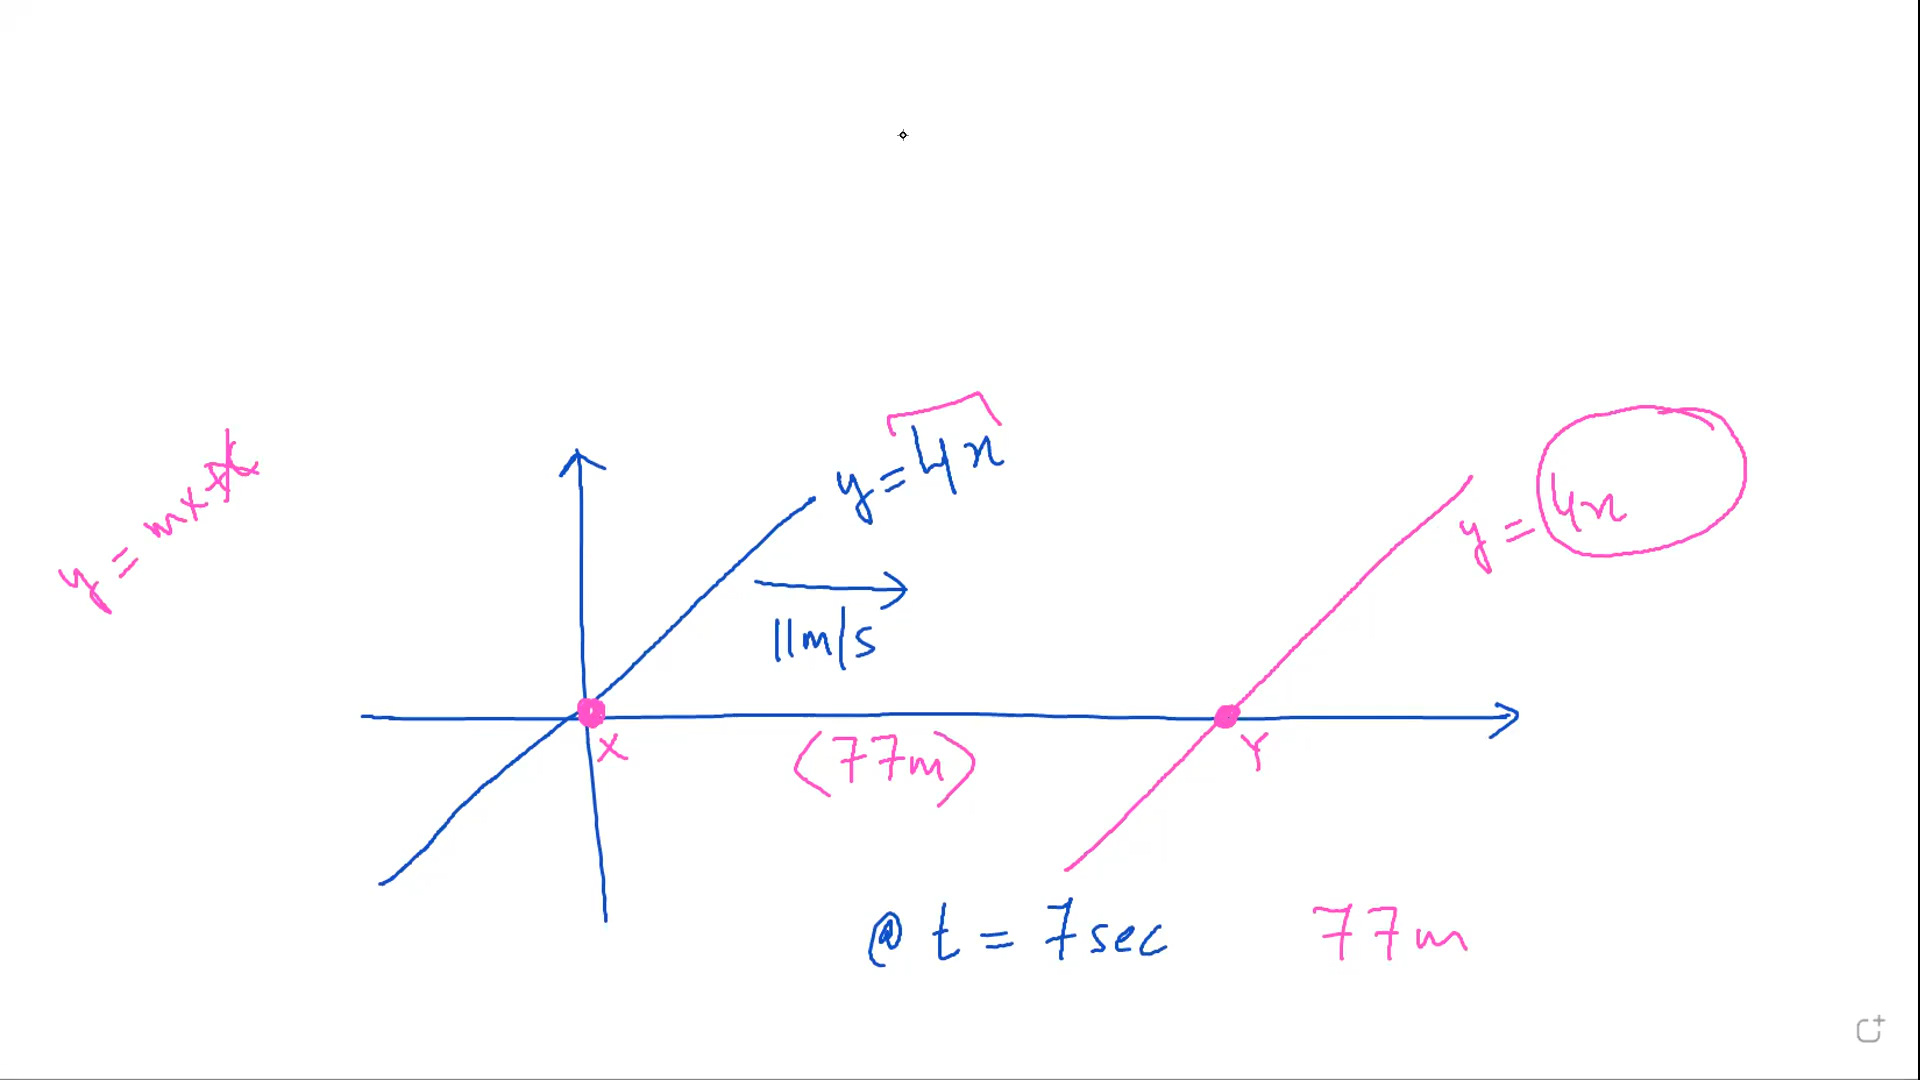 y = 4x
y = mx
y = 4x
11m/s
X
(77m)
Y
@ t = 7sec
77m